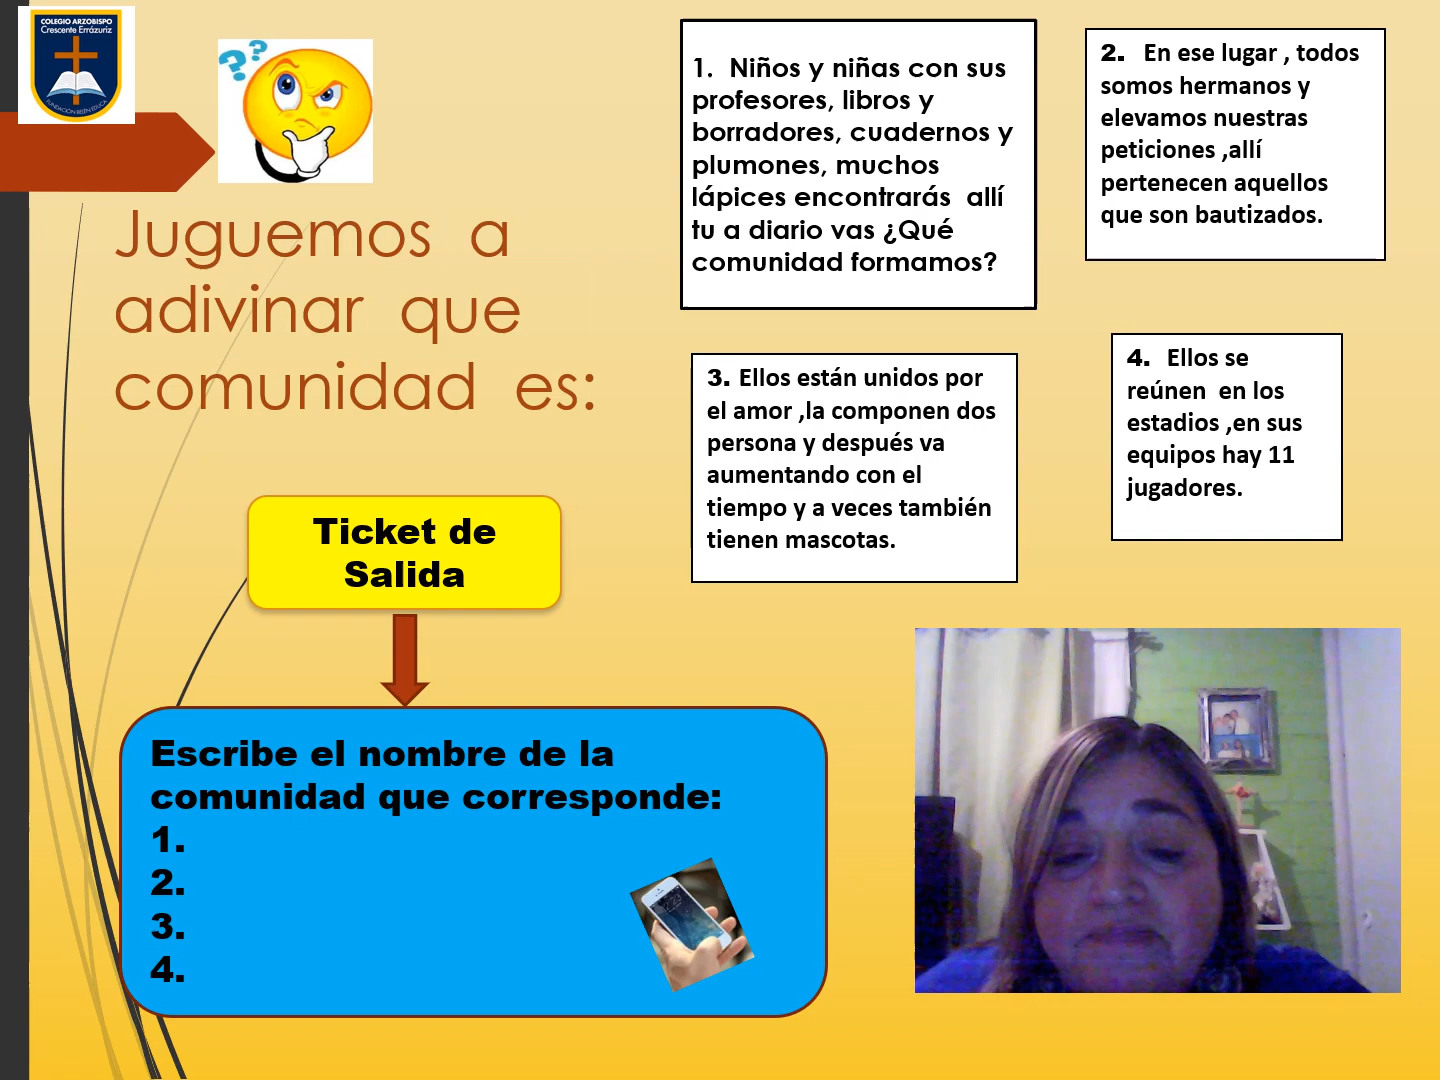 COLEGIO ARZOBISPO
Crescente Errázuriz
FUNDACIÓN BELÉN EDUCA
Juguemos a
adivinar que
comunidad es:
1. Niños y niñas con sus
profesores, libros y
borradores, cuadernos y
plumones, muchos
lápices encontrarás allí
tu a diario vas ¿Qué
comunidad formamos?
2. En ese lugar , todos
somos hermanos y
elevamos nuestras
peticiones ,allí
pertenecen aquellos
que son bautizados.
3. Ellos están unidos por
el amor ,la componen dos
persona y después va
aumentando con el
tiempo y a veces también
tienen mascotas.
4. Ellos se
reúnen en los
estadios ,en sus
equipos hay 11
jugadores.
Ticket de
Salida
Escribe el nombre de la
comunidad que corresponde:
1.
2.
3.
4.